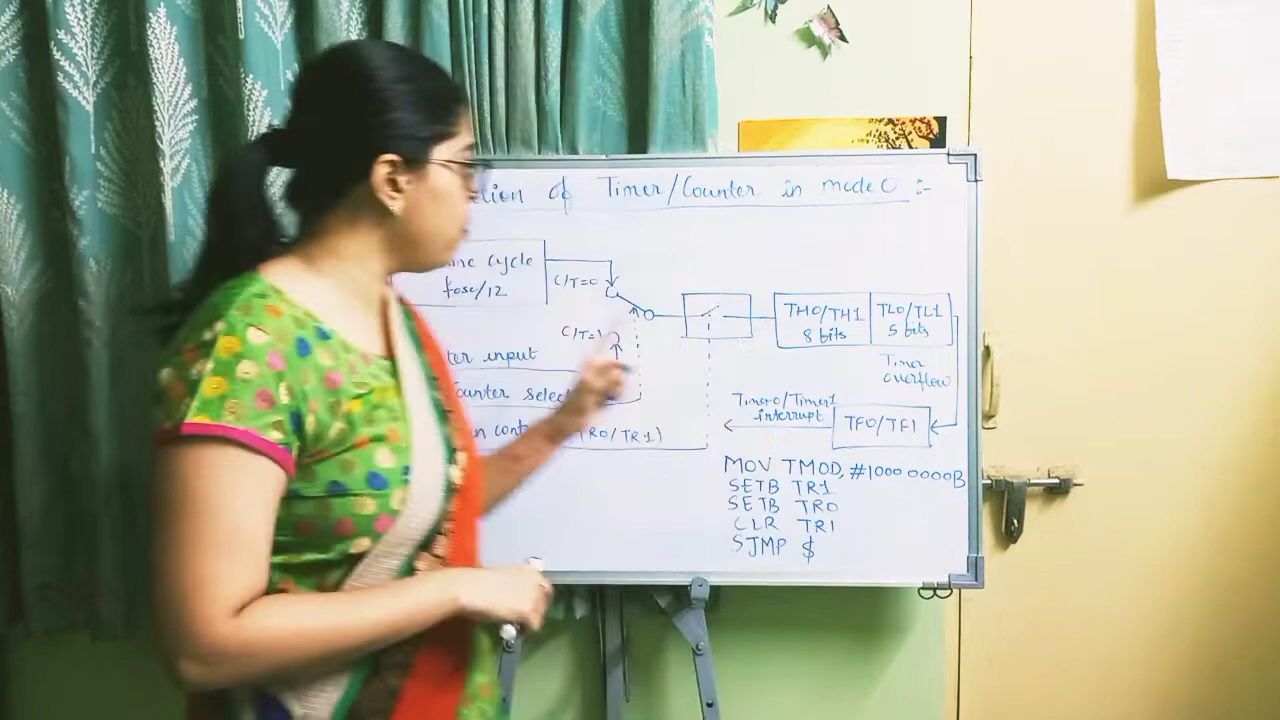 of Timer/Counter in mode 0 :-
cycle
fosc/12
C/T=0
C/T=1
TH0/TH1
8 bits
TL0/TL1
5 bits
input
Timer
overflow
Counter
Timer0/Timer1
interrupt
TF0/TF1
R0/TR1)
MOV TMOD, #1000 0000B
SETB TR1
SETB TR0
CLR TR1
SJMP $